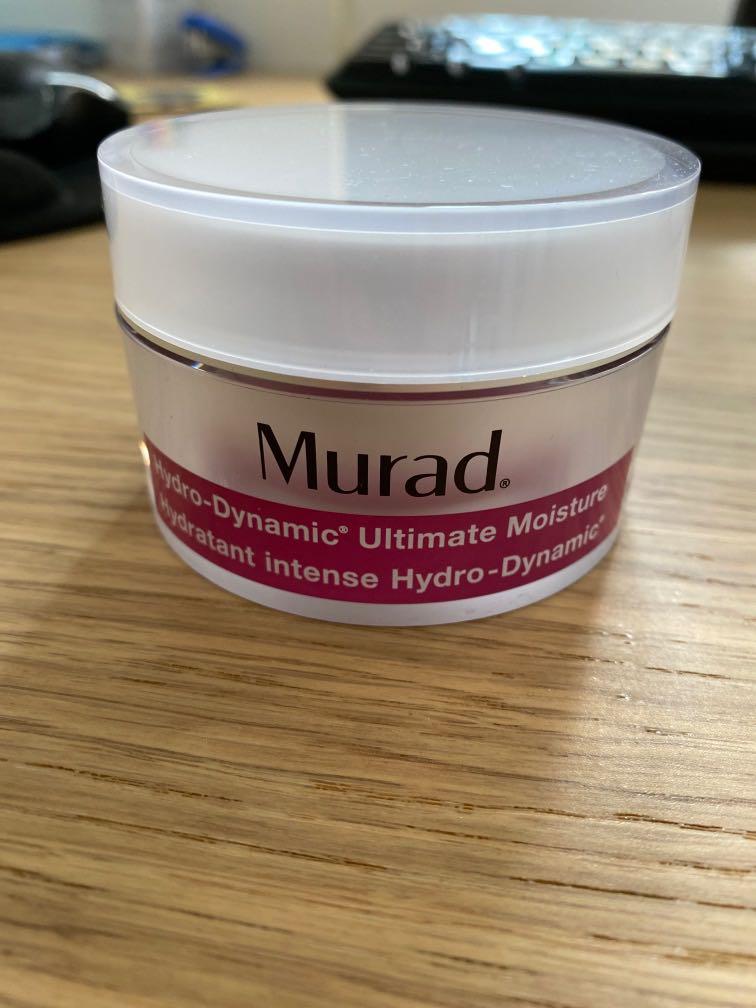 Murad®
Hydro-Dynamic® Ultimate Moisture
Hydratant intense Hydro-Dynamic®